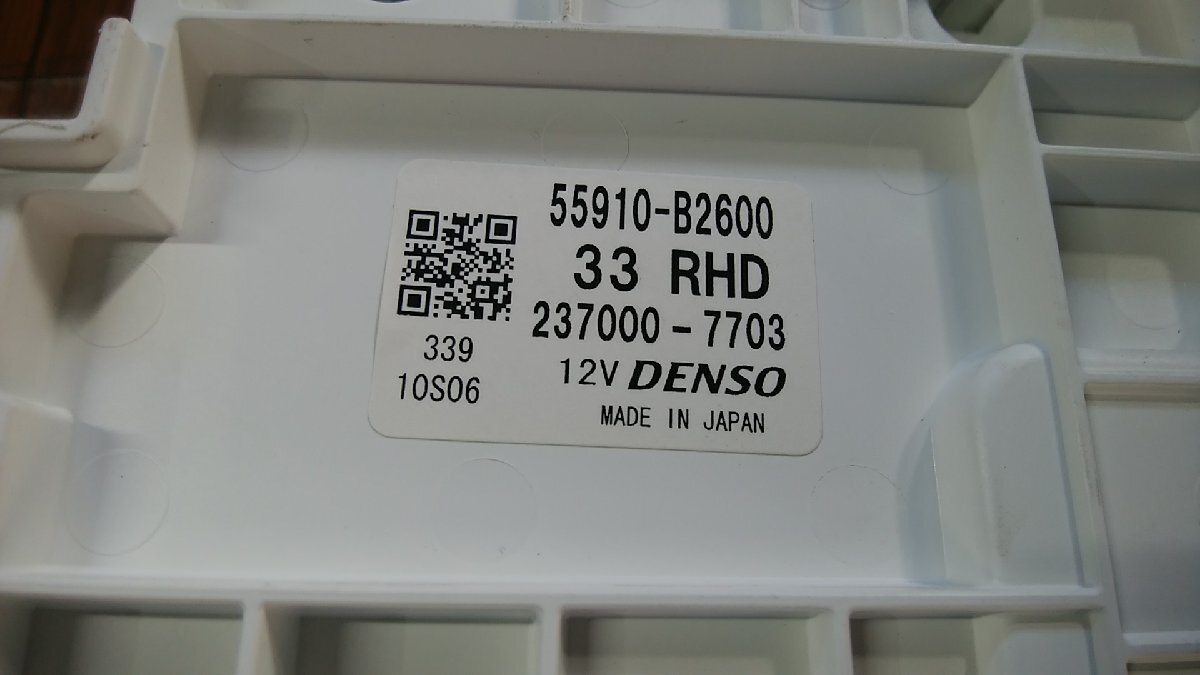 55910-B2600
33 RHD
237000-7703
339
10S06
12V DENSO
MADE IN JAPAN